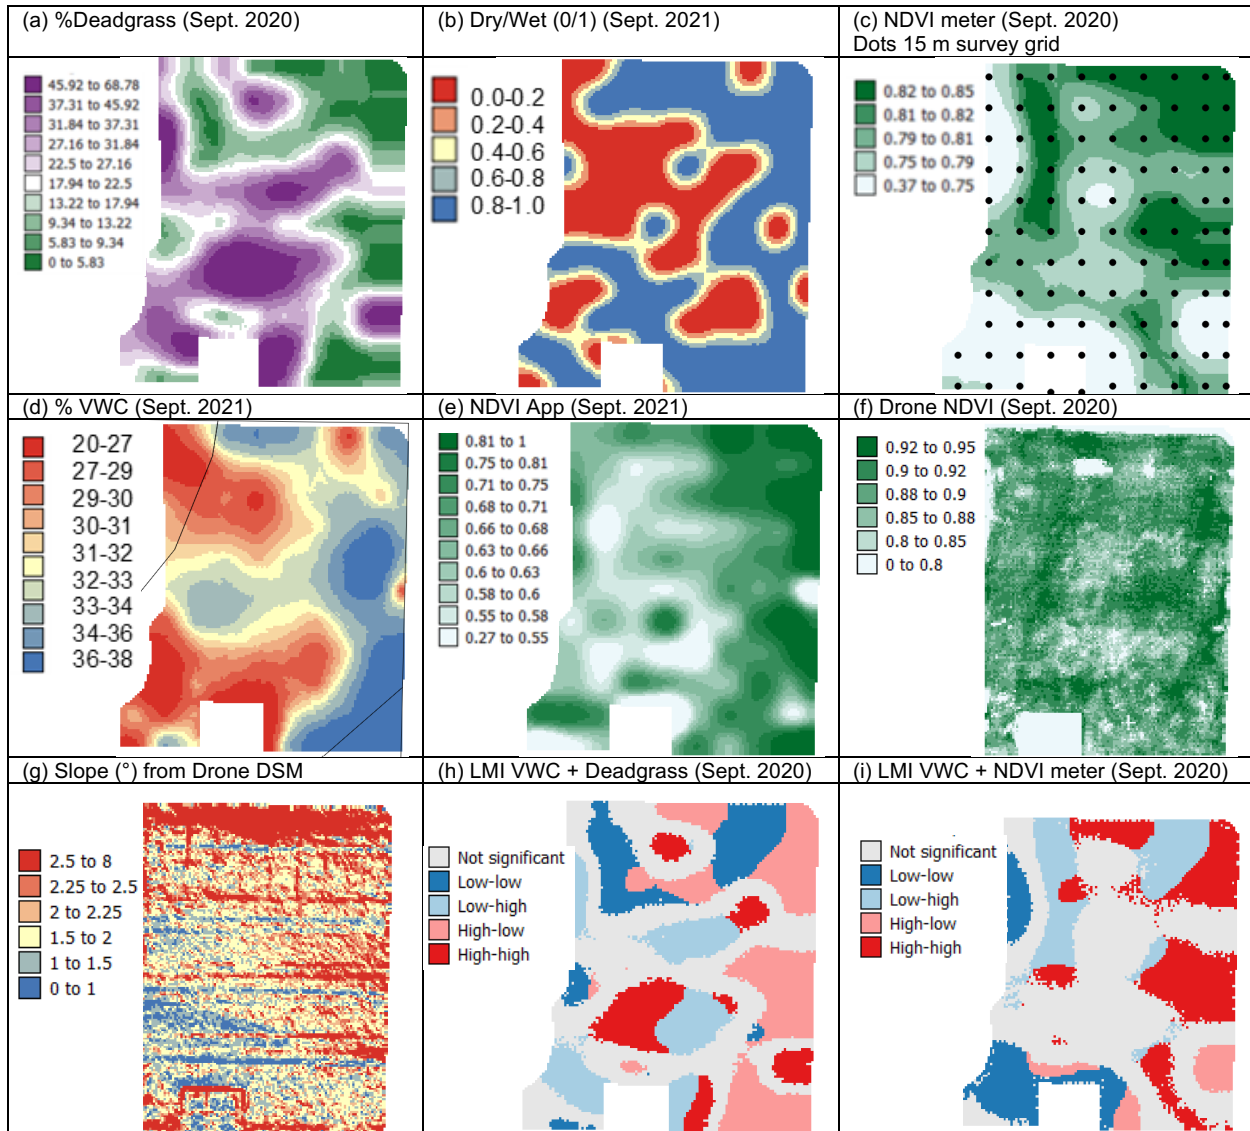 (a) %Deadgrass (Sept. 2020)
45.92 to 68.78
37.31 to 45.92
31.84 to 37.31
27.16 to 31.84
22.5 to 27.16
17.94 to 22.5
13.22 to 17.94
9.34 to 13.22
5.83 to 9.34
0 to 5.83
(b) Dry/Wet (0/1) (Sept. 2021)
0.0-0.2
0.2-0.4
0.4-0.6
0.6-0.8
0.8-1.0
(c) NDVI meter (Sept. 2020)
Dots 15 m survey grid
0.82 to 0.85
0.81 to 0.82
0.79 to 0.81
0.75 to 0.79
0.37 to 0.75
(d) % VWC (Sept. 2021)
20-27
27-29
29-30
30-31
31-32
32-33
33-34
34-36
36-38
(e) NDVI App (Sept. 2021)
0.81 to 1
0.75 to 0.81
0.71 to 0.75
0.68 to 0.71
0.66 to 0.68
0.63 to 0.66
0.6 to 0.63
0.58 to 0.6
0.55 to 0.58
0.27 to 0.55
(f) Drone NDVI (Sept. 2020)
0.92 to 0.95
0.9 to 0.92
0.88 to 0.9
0.85 to 0.88
0.8 to 0.85
0 to 0.8
(g) Slope (°) from Drone DSM
2.5 to 8
2.25 to 2.5
2 to 2.25
1.5 to 2
1 to 1.5
0 to 1
(h) LMI VWC + Deadgrass (Sept. 2020)
Not significant
Low-low
Low-high
High-low
High-high
(i) LMI VWC + NDVI meter (Sept. 2020)
Not significant
Low-low
Low-high
High-low
High-high